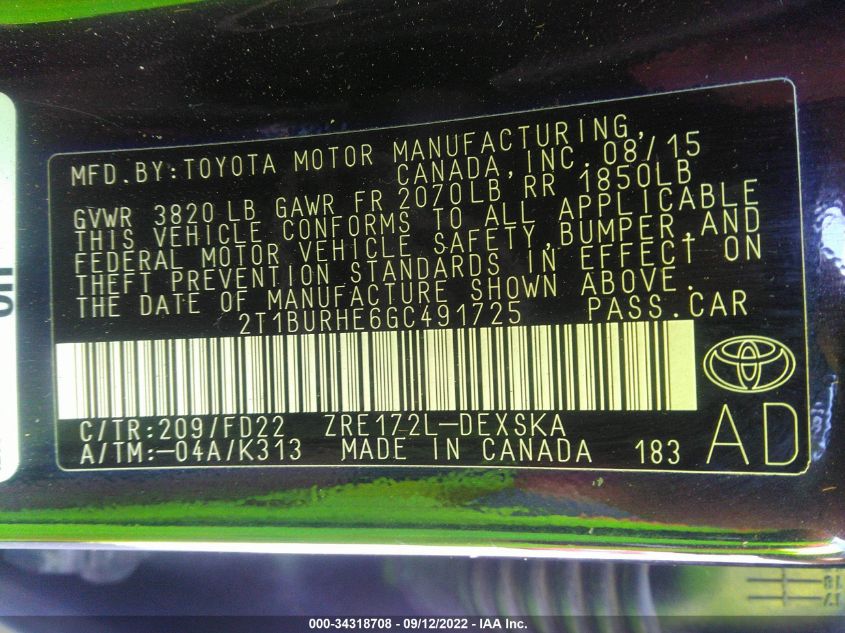 MFD.BY:TOYOTA MOTOR MANUFACTURING,
CANADA,INC. 08/15
GVWR 3820 LB GAWR FR 2070LB RR 1850LB
THIS VEHICLE CONFORMS TO ALL APPLICABLE
FEDERAL MOTOR VEHICLE SAFETY,BUMPER,AND
THEFT PREVENTION STANDARDS IN EFFECT ON
THE DATE OF MANUFACTURE SHOWN ABOVE.
2T1BURHE6GC491725 PASS.CAR
C/TR:209/FD22 ZRE172L-DEXSKA
A/TM:-04A/K313 MADE IN CANADA 183
AD
000-34318708 - 09/12/2022 - IAA Inc.